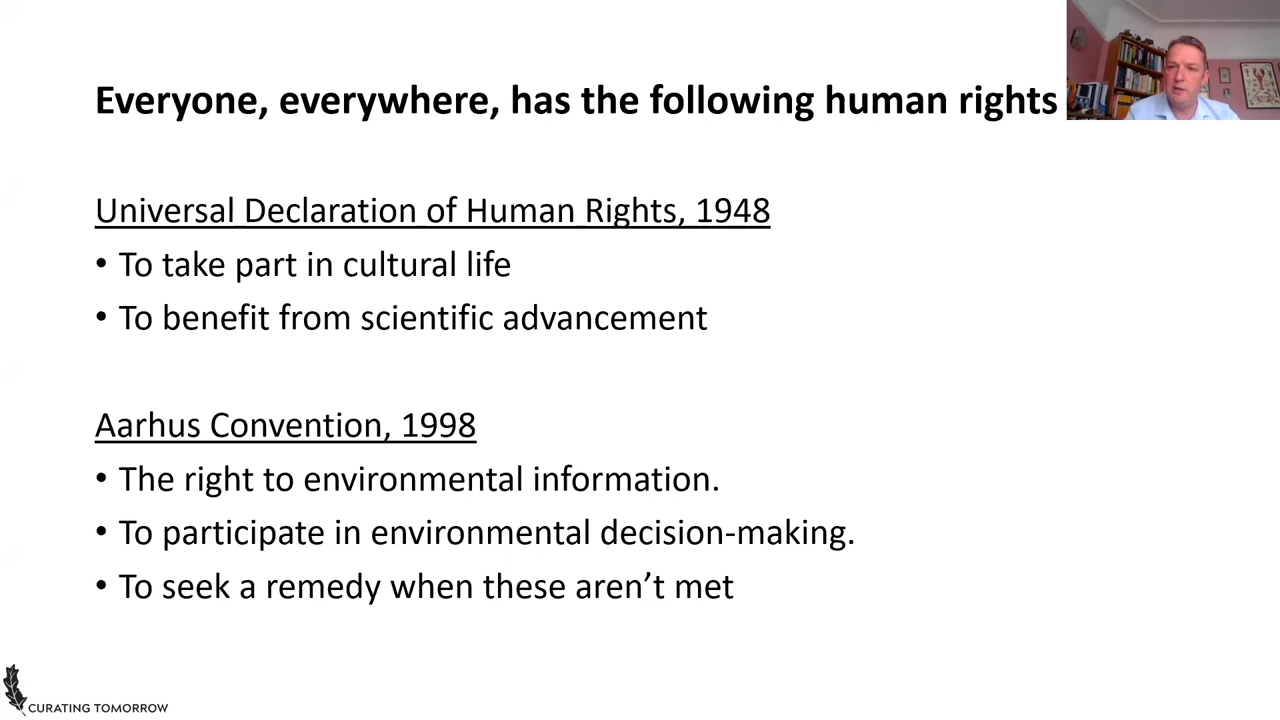 Everyone, everywhere, has the following human rights
Universal Declaration of Human Rights, 1948
• To take part in cultural life
• To benefit from scientific advancement
Aarhus Convention, 1998
• The right to environmental information.
• To participate in environmental decision-making.
• To seek a remedy when these aren’t met
CURATING TOMORROW